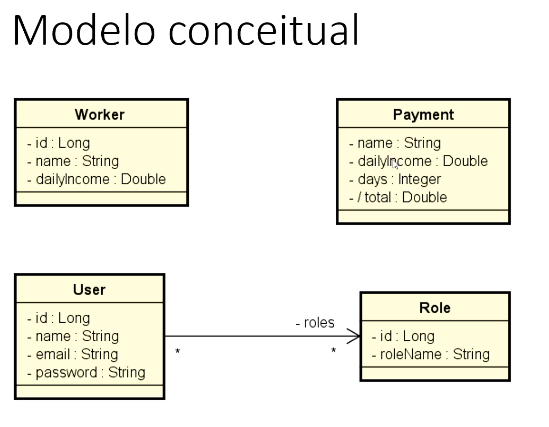 Modelo conceitual
Worker
- id : Long
- name : String
- dailyIncome : Double
Payment
- name : String
- dailyIncome : Double
- days : Integer
- / total : Double
User
- id : Long
- name : String
- email : String
- password : String
- roles
*
*
Role
- id : Long
- roleName : String